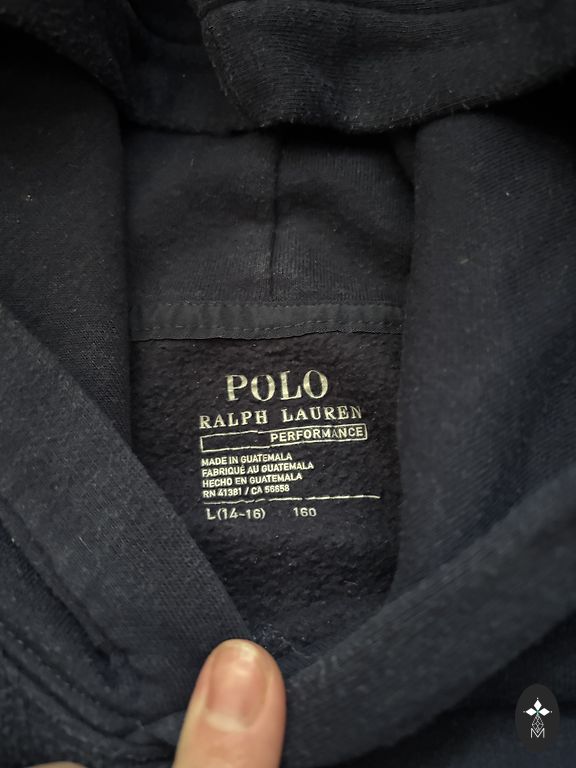 POLO
RALPH LAUREN
PERFORMANCE
MADE IN GUATEMALA
FABRIQUÉ AU GUATEMALA
HECHO EN GUATEMALA
RN 41381 / CA 56658
L(14-16) 160
M